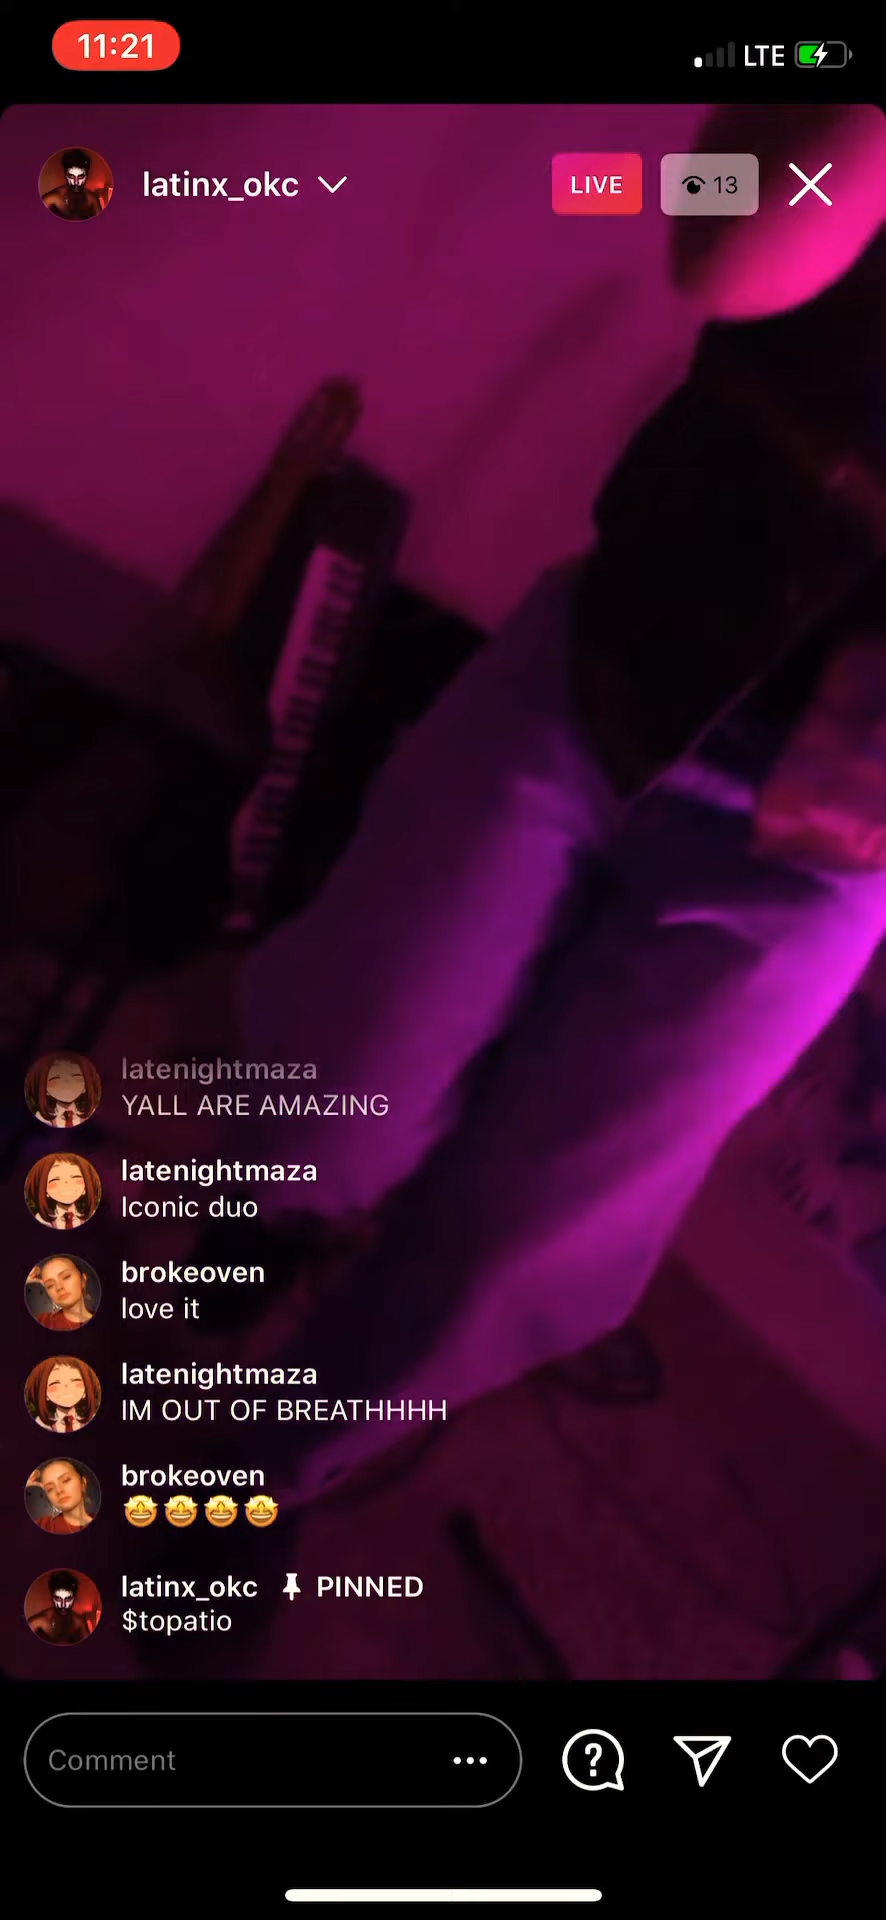 11:21
LTE
latinx_okc
LIVE
13
latenightmaza
YALL ARE AMAZING
latenightmaza
Iconic duo
brokeoven
love it
latenightmaza
IM OUT OF BREATHHHH
brokeoven
🤩🤩🤩🤩
latinx_okc PINNED
$topatio
Comment